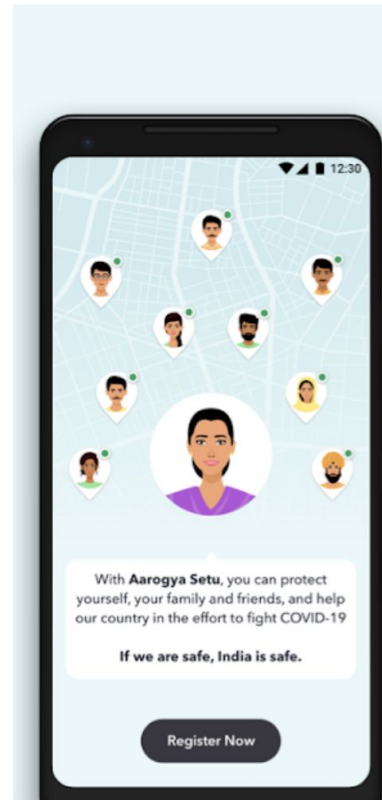 12:30
With Aarogya Setu, you can protect
yourself, your family and friends, and help
our country in the effort to fight COVID-19
If we are safe, India is safe.
Register Now